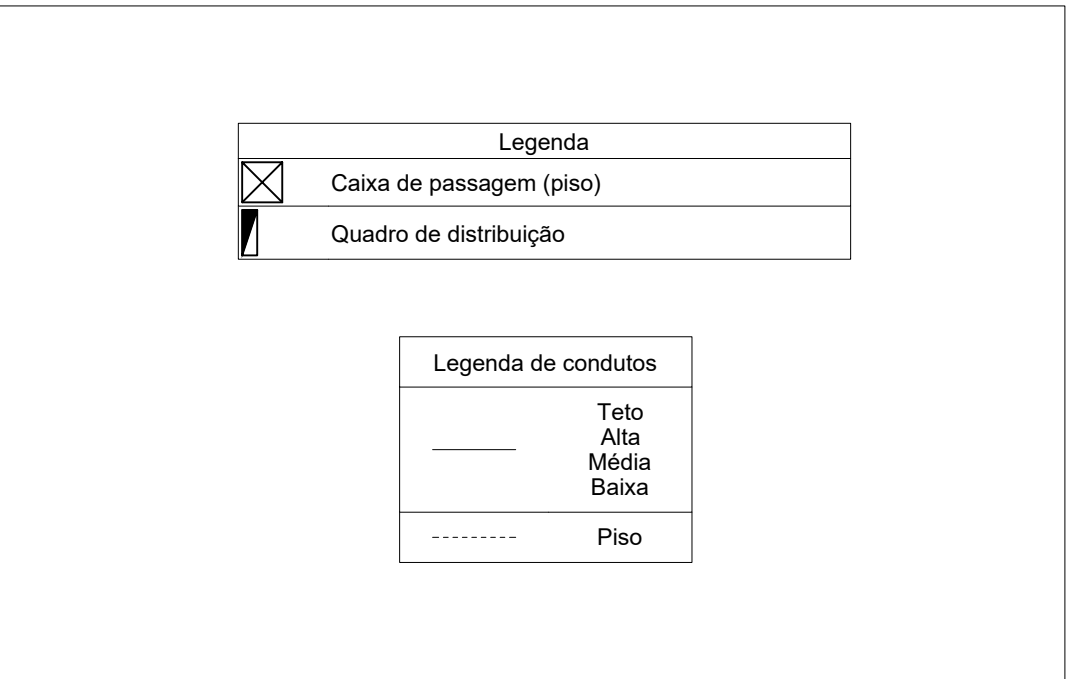 Legenda
Caixa de passagem (piso)
Quadro de distribuição
Legenda de condutos
Teto
Alta
Média
Baixa
Piso